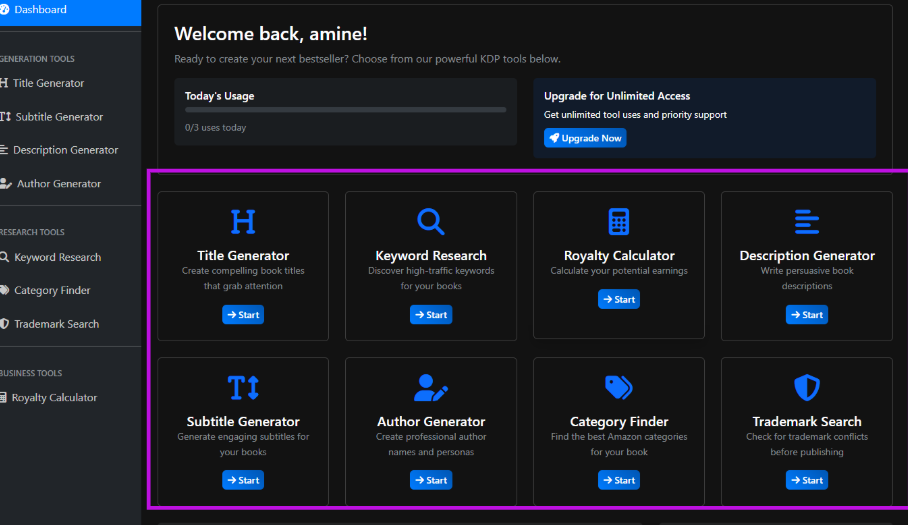 Dashboard
GENERATION TOOLS
Title Generator
Subtitle Generator
Description Generator
Author Generator
RESEARCH TOOLS
Keyword Research
Category Finder
Trademark Search
BUSINESS TOOLS
Royalty Calculator
Welcome back, amine!
Ready to create your next bestseller? Choose from our powerful KDP tools below.
Today's Usage
0/3 uses today
Upgrade for Unlimited Access
Get unlimited tool uses and priority support
Upgrade Now
Title Generator
Create compelling book titles
that grab attention
Start
Keyword Research
Discover high-traffic keywords
for your books
Start
Royalty Calculator
Calculate your potential earnings
Start
Description Generator
Write persuasive book
descriptions
Start
Subtitle Generator
Generate engaging subtitles for
your books
Start
Author Generator
Create professional author
names and personas
Start
Category Finder
Find the best Amazon categories
for your book
Start
Trademark Search
Check for trademark conflicts
before publishing
Start